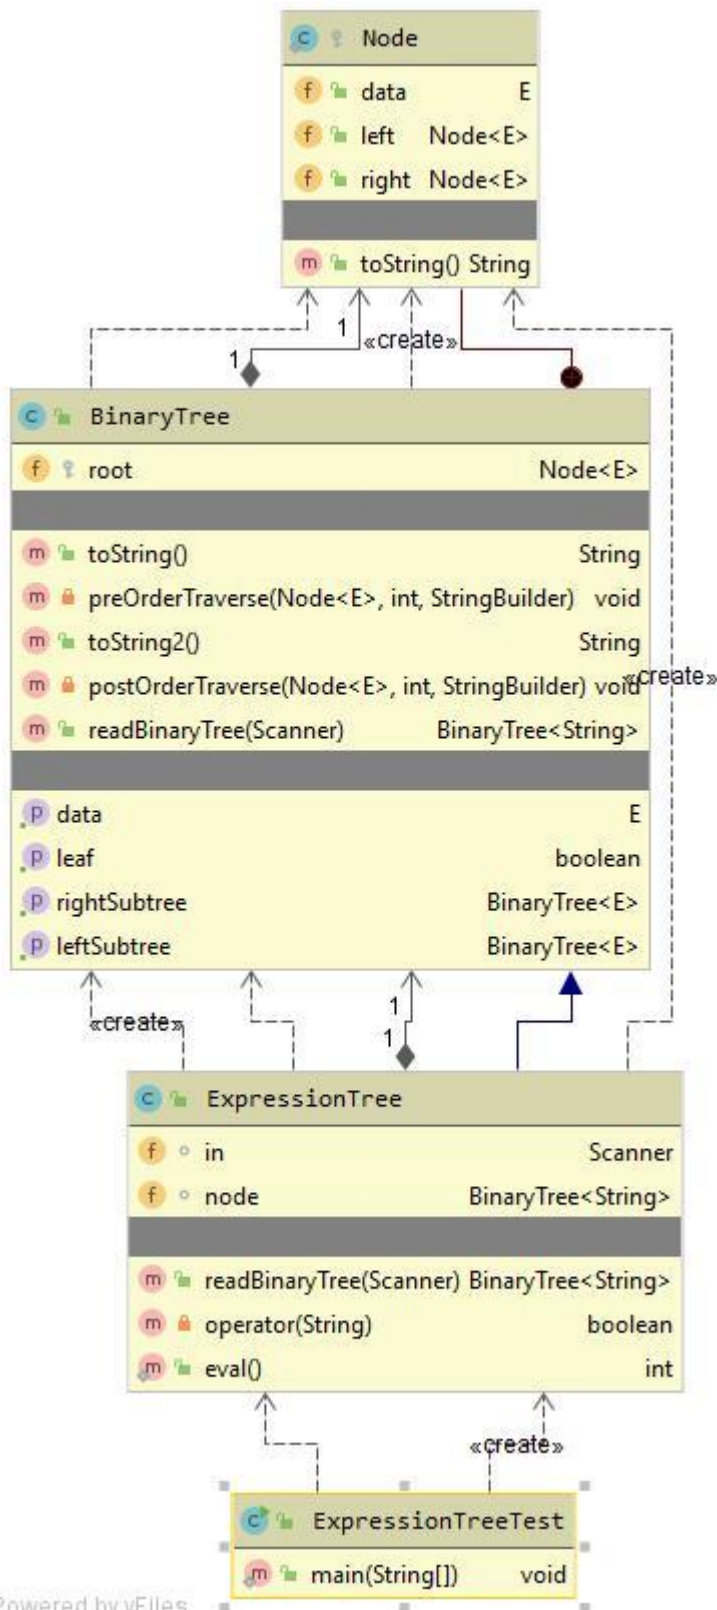 Node
data E
left Node<E>
right Node<E>
toString() String
1
1 «create»
BinaryTree
root Node<E>
toString() String
preOrderTraverse(Node<E>, int, StringBuilder) void
toString2() String
«create»
postOrderTraverse(Node<E>, int, StringBuilder) void
readBinaryTree(Scanner) BinaryTree<String>
data E
leaf boolean
rightSubtree BinaryTree<E>
leftSubtree BinaryTree<E>
1
«create» 1
ExpressionTree
in Scanner
node BinaryTree<String>
readBinaryTree(Scanner) BinaryTree<String>
operator(String) boolean
eval() int
«create»
ExpressionTreeTest
main(String[]) void
Powered by yFiles